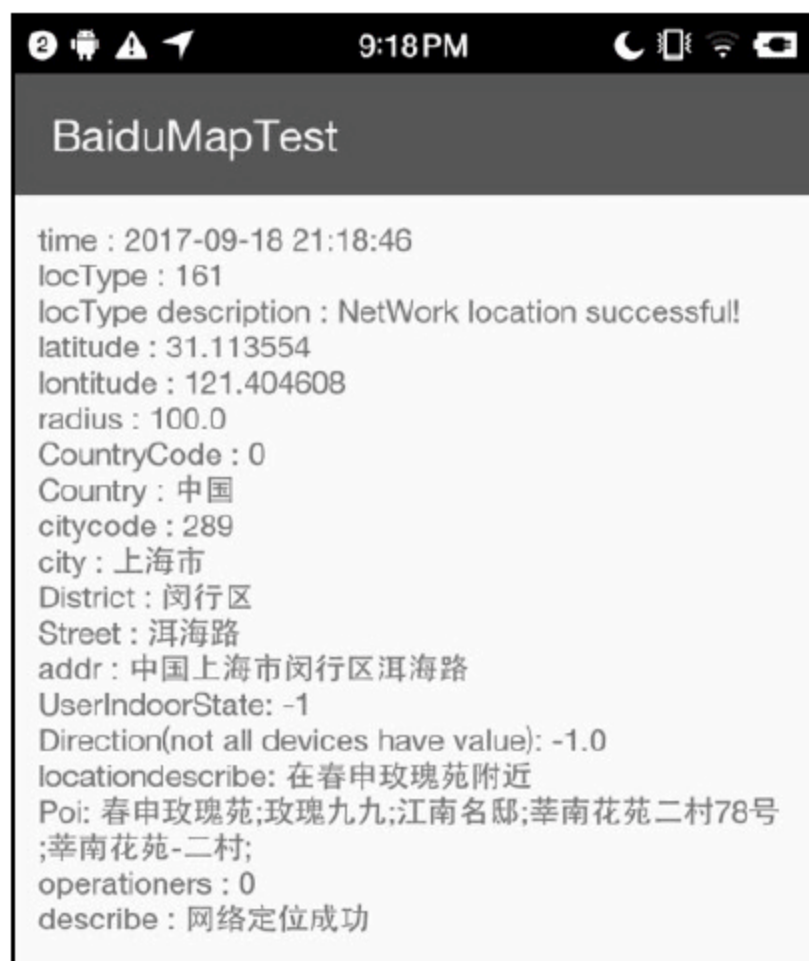 2
9:18 PM
BaiduMapTest
time : 2017-09-18 21:18:46
locType : 161
locType description : NetWork location successful!
latitude : 31.113554
lontitude : 121.404608
radius : 100.0
CountryCode : 0
Country : 中国
citycode : 289
city : 上海市
District : 闵行区
Street : 洱海路
addr : 中国上海市闵行区洱海路
UserIndoorState: -1
Direction(not all devices have value): -1.0
locationdescribe: 在春申玫瑰苑附近
Poi: 春申玫瑰苑;玫瑰九九;江南名邸;莘南花苑二村78号
;莘南花苑-二村;
operationers : 0
describe : 网络定位成功